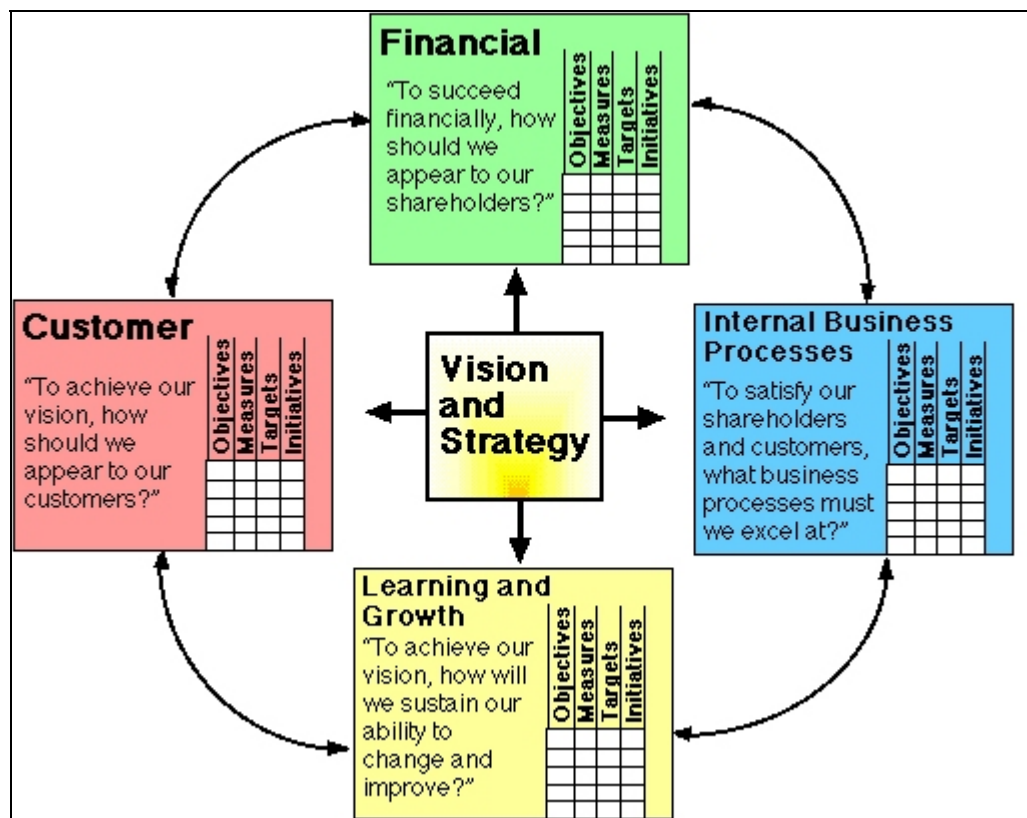 Financial
“To succeed
financially, how
should we
appear to our
shareholders?”
Objectives
Measures
Targets
Initiatives
Customer
“To achieve our
vision, how
should we
appear to our
customers?”
Objectives
Measures
Targets
Initiatives
Vision
and
Strategy
Internal Business
Processes
“To satisfy our
shareholders
and customers,
what business
processes must
we excel at?”
Objectives
Measures
Targets
Initiatives
Learning and
Growth
“To achieve our
vision, how will
we sustain our
ability to
change and
improve?”
Objectives
Measures
Targets
Initiatives